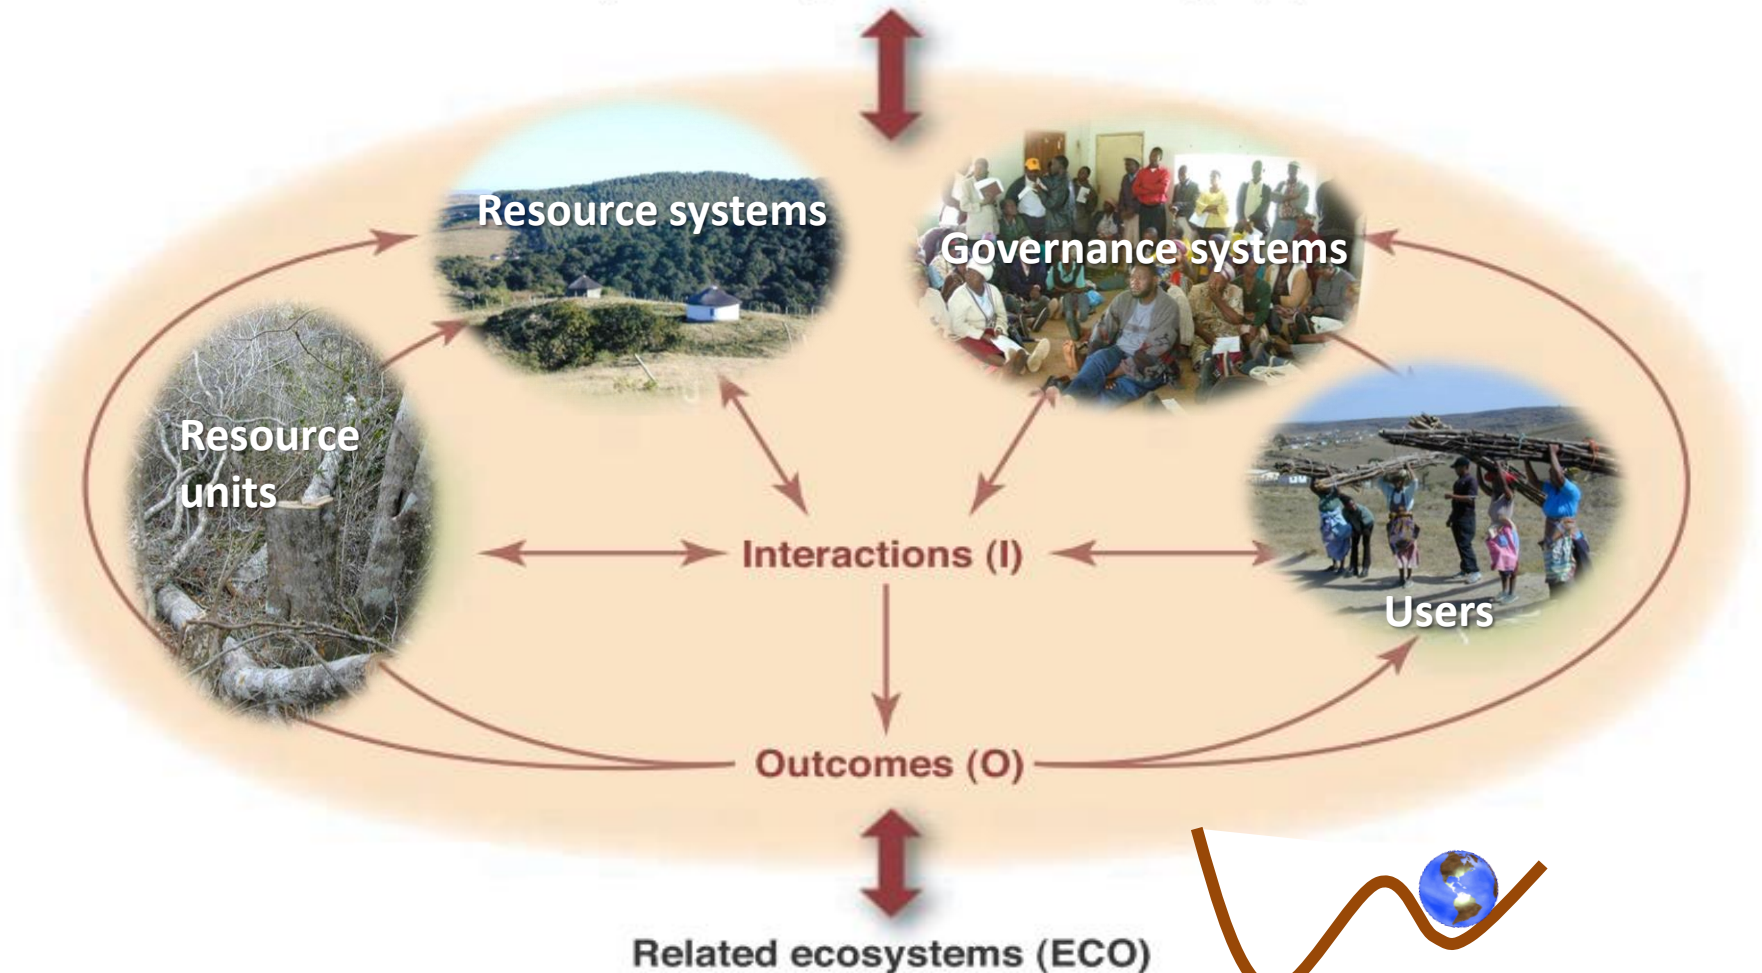 Resource systems
Governance systems
Resource
units
Interactions (I)
Users
Outcomes (O)
Related ecosystems (ECO)